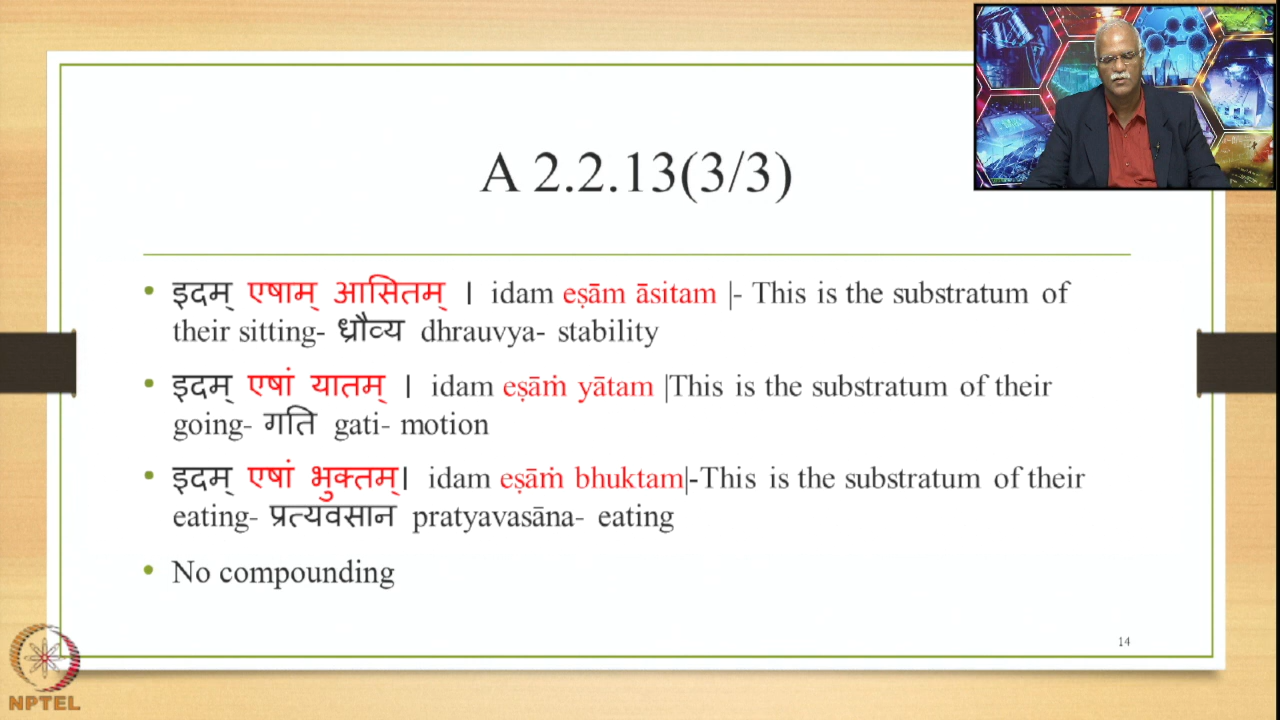 A 2.2.13(3/3)
• इदम् एषाम् आसितम् । idam eṣām āsitam |- This is the substratum of
their sitting- ध्रौव्य dhrauvya- stability
• इदम् एषां यातम् । idam eṣāṁ yātam |This is the substratum of their
going- गति gati- motion
• इदम् एषां भुक्तम्। idam eṣāṁ bhuktam|-This is the substratum of their
eating- प्रत्यवसान pratyavasāna- eating
• No compounding
14
NPTEL